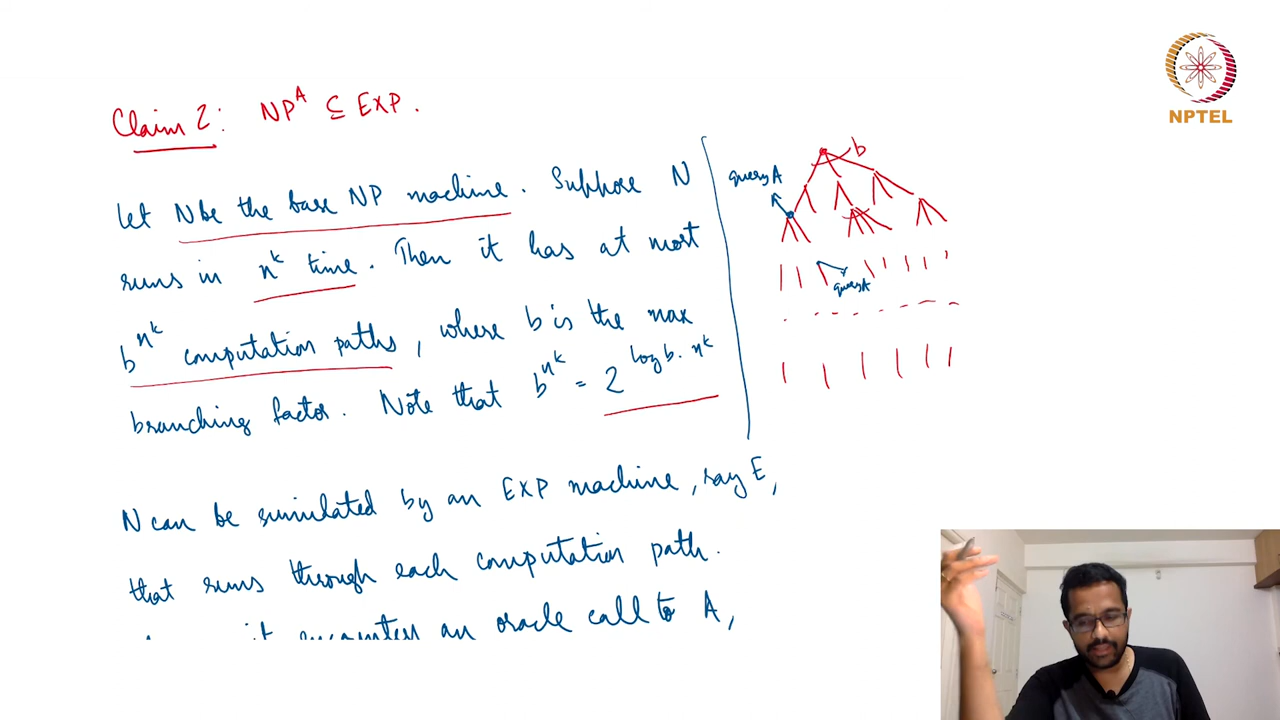 Claim 2: NP^A ⊆ EXP.
Let N be the base NP machine. Suppose N
runs in n^k time. Then it has at most
b^{n^k} computation paths, where b is the max
branching factor. Note that b^{n^k} = 2^{log b · n^k}
N can be simulated by an EXP machine, say E,
that runs through each computation path.
it encounters an oracle call to A,
b
query A
query A
NPTEL